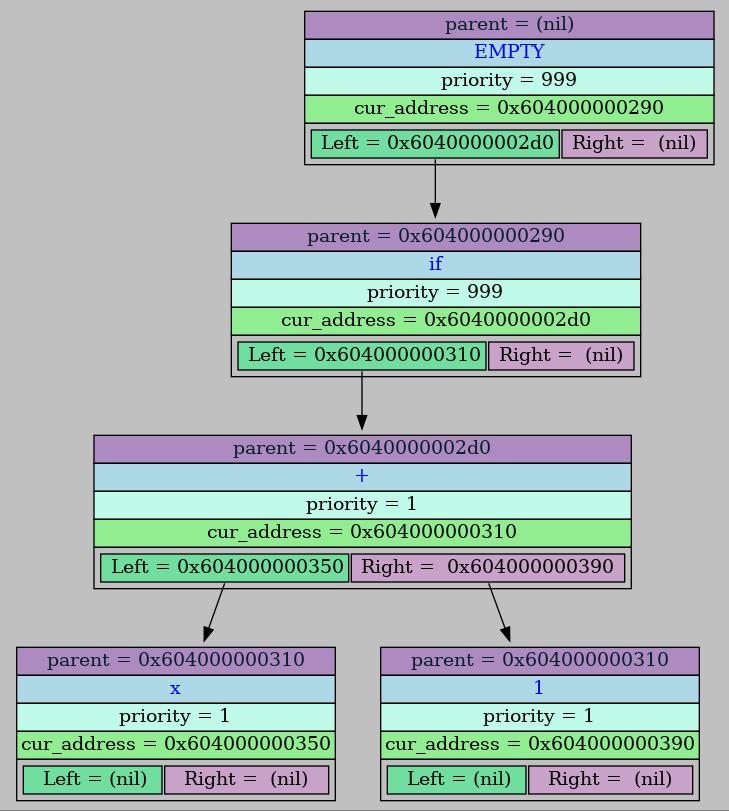 parent = (nil)
EMPTY
priority = 999
cur_address = 0x604000000290
Left = 0x6040000002d0 Right =  (nil)
parent = 0x604000000290
if
priority = 999
cur_address = 0x6040000002d0
Left = 0x604000000310 Right =  (nil)
parent = 0x6040000002d0
+
priority = 1
cur_address = 0x604000000310
Left = 0x604000000350 Right =  0x604000000390
parent = 0x604000000310
x
priority = 1
cur_address = 0x604000000350
Left = (nil) Right =  (nil)
parent = 0x604000000310
1
priority = 1
cur_address = 0x604000000390
Left = (nil) Right =  (nil)